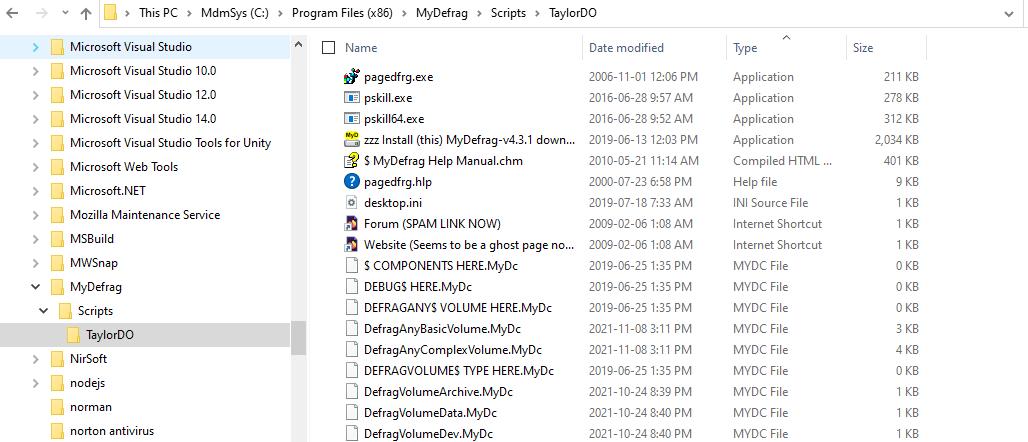 This PC > MdmSys (C:) > Program Files (x86) > MyDefrag > Scripts > TaylorDO
Microsoft Visual Studio
Microsoft Visual Studio 10.0
Microsoft Visual Studio 12.0
Microsoft Visual Studio 14.0
Microsoft Visual Studio Tools for Unity
Microsoft Web Tools
Microsoft.NET
Mozilla Maintenance Service
MSBuild
MWSnap
MyDefrag
Scripts
TaylorDO
NirSoft
nodejs
norman
norton antivirus
Name Date modified Type Size
pagedfrg.exe 2006-11-01 12:06 PM Application 211 KB
pskill.exe 2016-06-28 9:57 AM Application 278 KB
pskill64.exe 2016-06-28 9:52 AM Application 312 KB
zzz Install (this) MyDefrag-v4.3.1 down... 2019-06-13 12:03 PM Application 2,034 KB
$ MyDefrag Help Manual.chm 2010-05-21 11:14 AM Compiled HTML ... 401 KB
pagedfrg.hlp 2000-07-23 6:58 PM Help file 9 KB
desktop.ini 2019-07-18 7:33 AM INI Source File 1 KB
Forum (SPAM LINK NOW) 2009-02-06 1:08 AM Internet Shortcut 1 KB
Website (Seems to be a ghost page no... 2009-02-06 1:08 AM Internet Shortcut 1 KB
$ COMPONENTS HERE.MyDc 2019-06-25 1:35 PM MYDC File 0 KB
DEBUG$ HERE.MyDc 2019-06-25 1:35 PM MYDC File 0 KB
DEFRAGANY$ VOLUME HERE.MyDc 2019-06-25 1:35 PM MYDC File 0 KB
DefragAnyBasicVolume.MyDc 2021-11-08 3:11 PM MYDC File 3 KB
DefragAnyComplexVolume.MyDc 2021-11-08 3:11 PM MYDC File 4 KB
DEFRAGVOLUME$ TYPE HERE.MyDc 2019-06-25 1:35 PM MYDC File 0 KB
DefragVolumeArchive.MyDc 2021-10-24 8:39 PM MYDC File 1 KB
DefragVolumeData.MyDc 2021-10-24 8:40 PM MYDC File 1 KB
DefragVolumeDev.MyDc 2021-10-24 8:40 PM MYDC File 1 KB